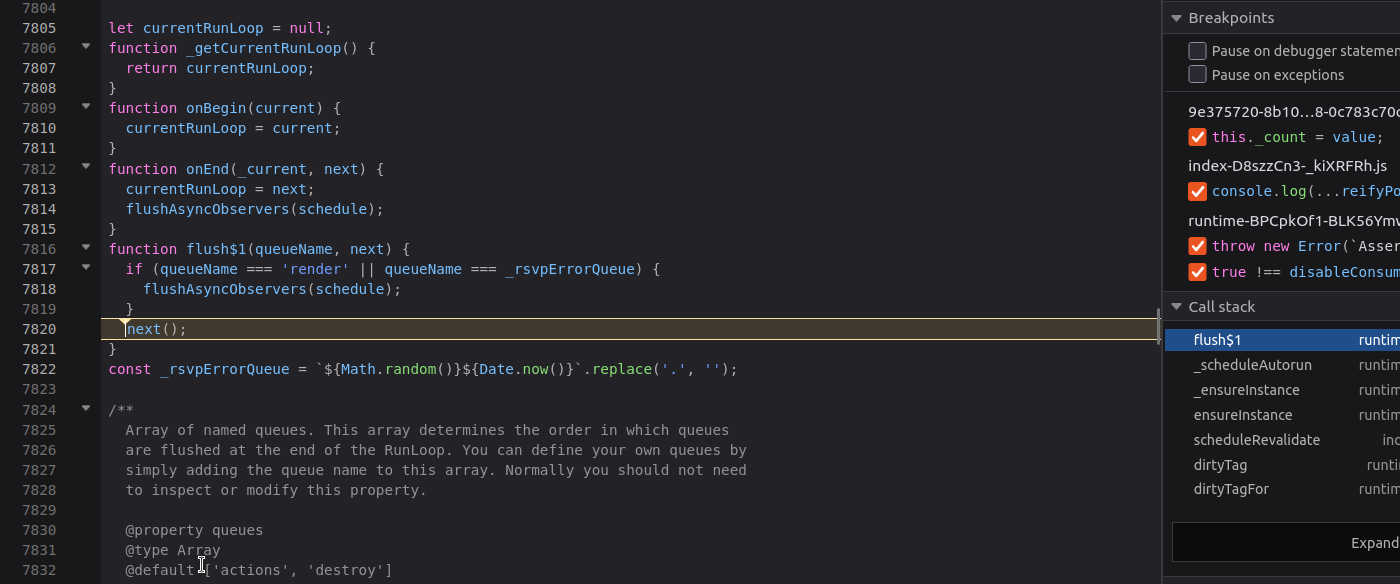 7804
7805 let currentRunLoop = null;
7806 function _getCurrentRunLoop() {
7807   return currentRunLoop;
7808 }
7809 function onBegin(current) {
7810   currentRunLoop = current;
7811 }
7812 function onEnd(_current, next) {
7813   currentRunLoop = next;
7814   flushAsyncObservers(schedule);
7815 }
7816 function flush$1(queueName, next) {
7817   if (queueName === 'render' || queueName === _rsvpErrorQueue) {
7818     flushAsyncObservers(schedule);
7819   }
7820   next();
7821 }
7822 const _rsvpErrorQueue = `${Math.random()}${Date.now()}`.replace('.', '');
7823
7824 /**
7825   Array of named queues. This array determines the order in which queues
7826   are flushed at the end of the RunLoop. You can define your own queues by
7827   simply adding the queue name to this array. Normally you should not need
7828   to inspect or modify this property.
7829
7830   @property queues
7831   @type Array
7832   @default ['actions', 'destroy']
Breakpoints
Pause on debugger statemen
Pause on exceptions
9e375720-8b10…8-0c783c70
this._count = value;
index-D8szzCn3-_kiXRFRh.js
console.log(...reifyPo
runtime-BPCpkOf1-BLK56Ymv
throw new Error(`Asser
true !== disableConsum
Call stack
flush$1 runtim
_scheduleAutorun runtim
_ensureInstance runtim
ensureInstance runtim
scheduleRevalidate inc
dirtyTag runti
dirtyTagFor runtim
Expand